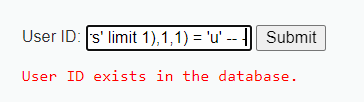 User ID: 's' limit 1),1,1) = 'u' -- - Submit
User ID exists in the database.